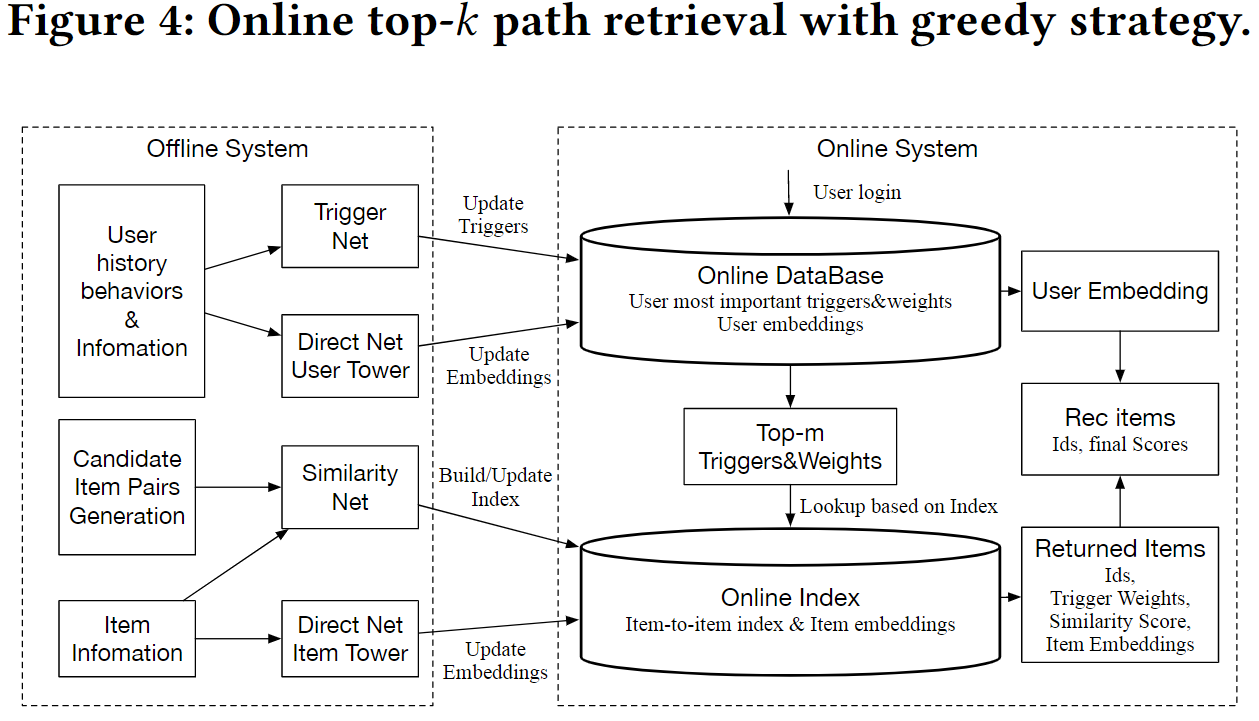 Figure 4: Online top-k path retrieval with greedy strategy.
Offline System
User
history
behaviors
&
Infomation
Trigger
Net
Direct Net
User Tower
Candidate
Item Pairs
Generation
Similarity
Net
Item
Infomation
Direct Net
Item Tower
Update
Triggers
Update
Embeddings
Build/Update
Index
Update
Embeddings
Online System
User login
Online DataBase
User most important triggers&weights
User embeddings
User Embedding
Top-m
Triggers&Weights
Rec items
Ids, final Scores
Lookup based on Index
Online Index
Item-to-item index & Item embeddings
Returned Items
Ids,
Trigger Weights,
Similarity Score,
Item Embeddings